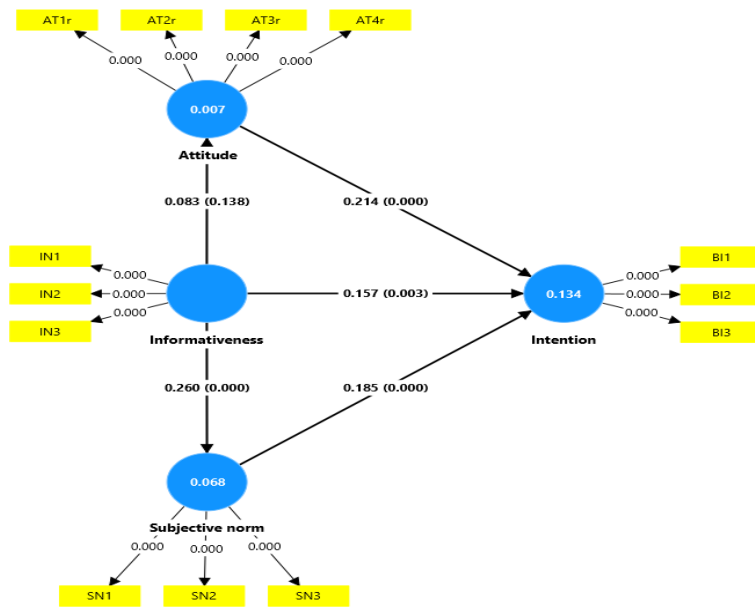 AT1r AT2r AT3r AT4r
0.000 0.000 0.000 0.000
0.007
Attitude
0.083 (0.138) 0.214 (0.000)
IN1
IN2
IN3
0.000
0.000
0.000
Informativeness
0.157 (0.003)
0.134
Intention
0.000
0.000
0.000
BI1
BI2
BI3
0.260 (0.000) 0.185 (0.000)
0.068
Subjective norm
0.000 0.000 0.000
SN1 SN2 SN3